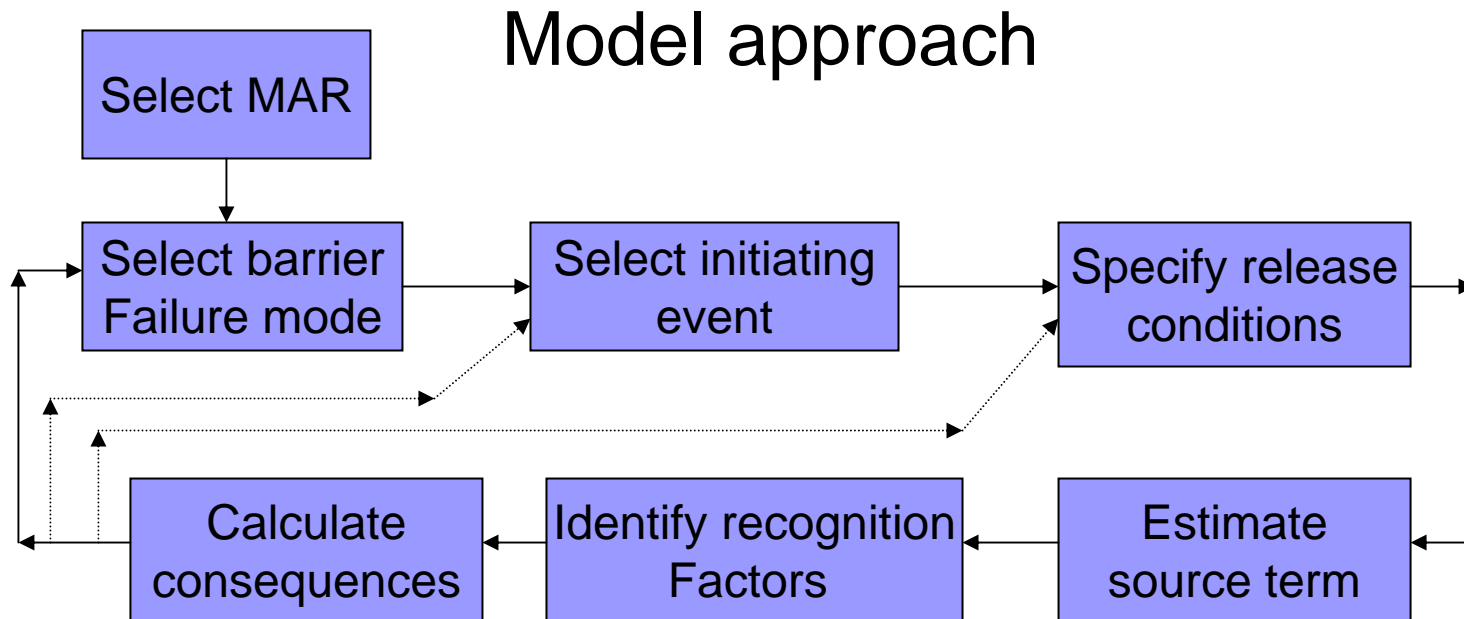 Model approach
Select MAR
Select barrier
Failure mode
Select initiating
event
Specify release
conditions
Calculate
consequences
Identify recognition
Factors
Estimate
source term